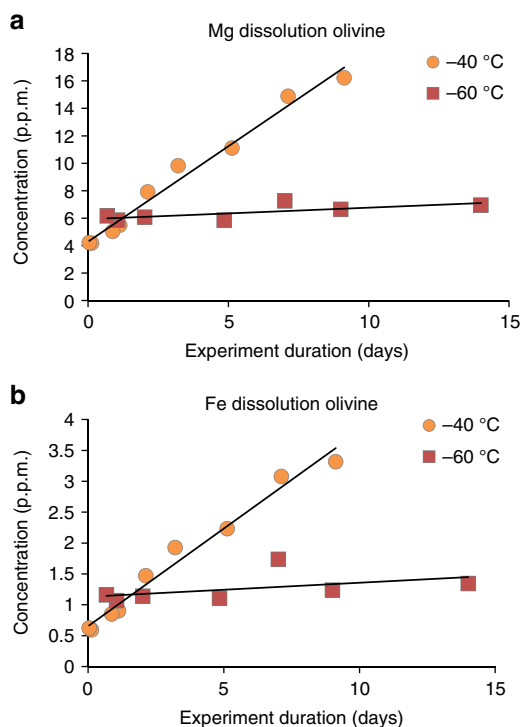 a
Mg dissolution olivine
18
16
14
12
10
8
6
4
2
0
0
5
10
15
Concentration (p.p.m.)
Experiment duration (days)
–40 °C
–60 °C
b
Fe dissolution olivine
4
3.5
3
2.5
2
1.5
1
0.5
0
0
5
10
15
Concentration (p.p.m.)
Experiment duration (days)
–40 °C
–60 °C